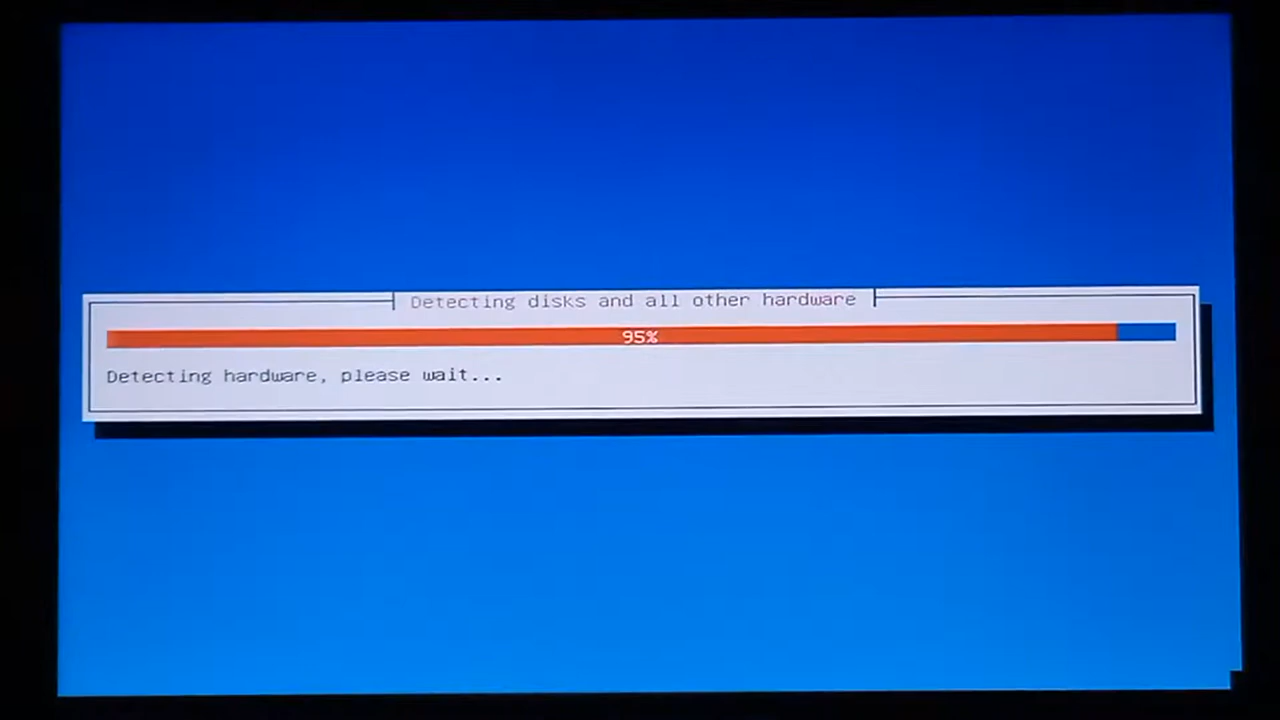 Detecting disks and all other hardware
95%
Detecting hardware, please wait...